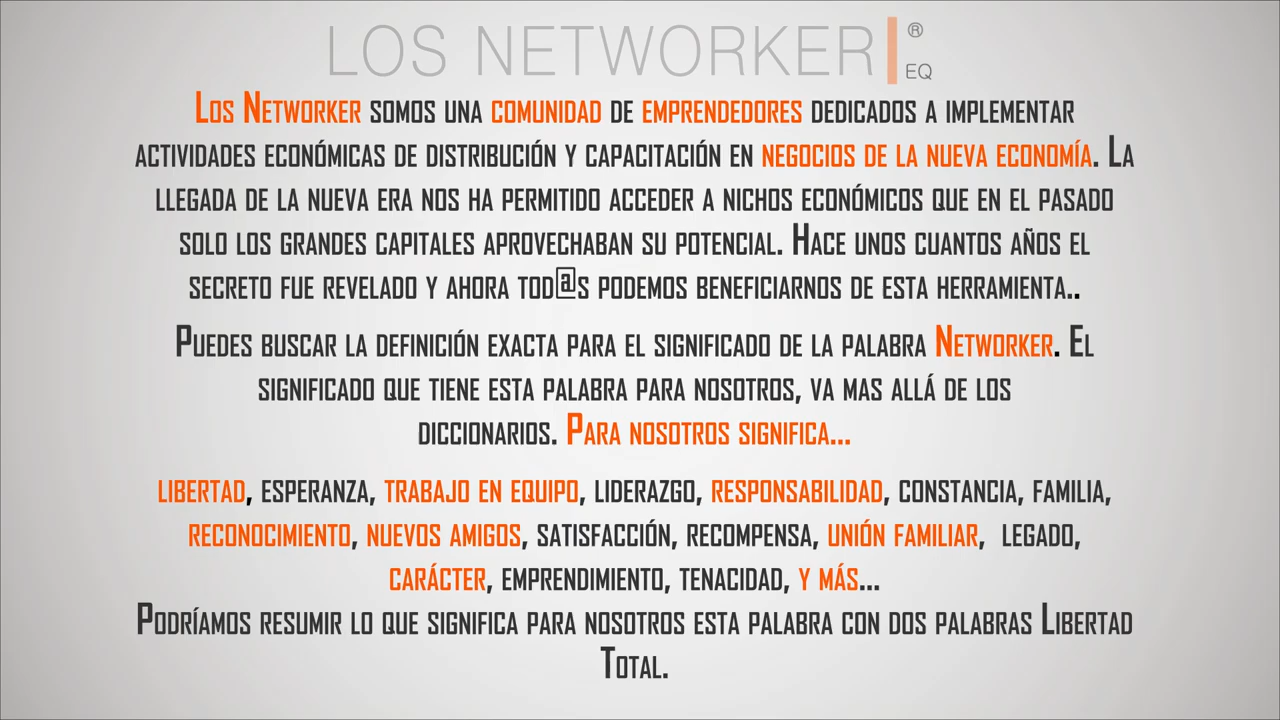 LOS NETWORKER ®
EQ
Los Networker somos una comunidad de emprendedores dedicados a implementar
actividades económicas de distribución y capacitación en negocios de la nueva economía. La
llegada de la nueva era nos ha permitido acceder a nichos económicos que en el pasado
solo los grandes capitales aprovechaban su potencial. Hace unos cuantos años el
secreto fue revelado y ahora tod@s podemos beneficiarnos de esta herramienta..
Puedes buscar la definición exacta para el significado de la palabra Networker. El
significado que tiene esta palabra para nosotros, va mas allá de los
diccionarios. Para nosotros significa...
libertad, esperanza, trabajo en equipo, liderazgo, responsabilidad, constancia, familia,
reconocimiento, nuevos amigos, satisfacción, recompensa, unión familiar, legado,
carácter, emprendimiento, tenacidad, y más...
Podríamos resumir lo que significa para nosotros esta palabra con dos palabras Libertad
Total.